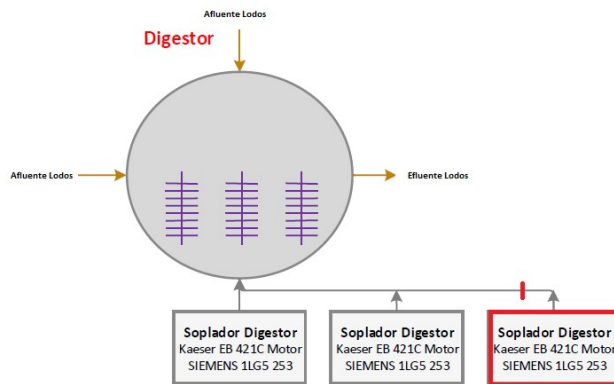 Afluente Lodos
Digestor
Afluente Lodos
Efluente Lodos
Soplador Digestor
Kaeser EB 421C Motor
SIEMENS 1LG5 253
Soplador Digestor
Kaeser EB 421C Motor
SIEMENS 1LG5 253
Soplador Digestor
Kaeser EB 421C Motor
SIEMENS 1LG5 253